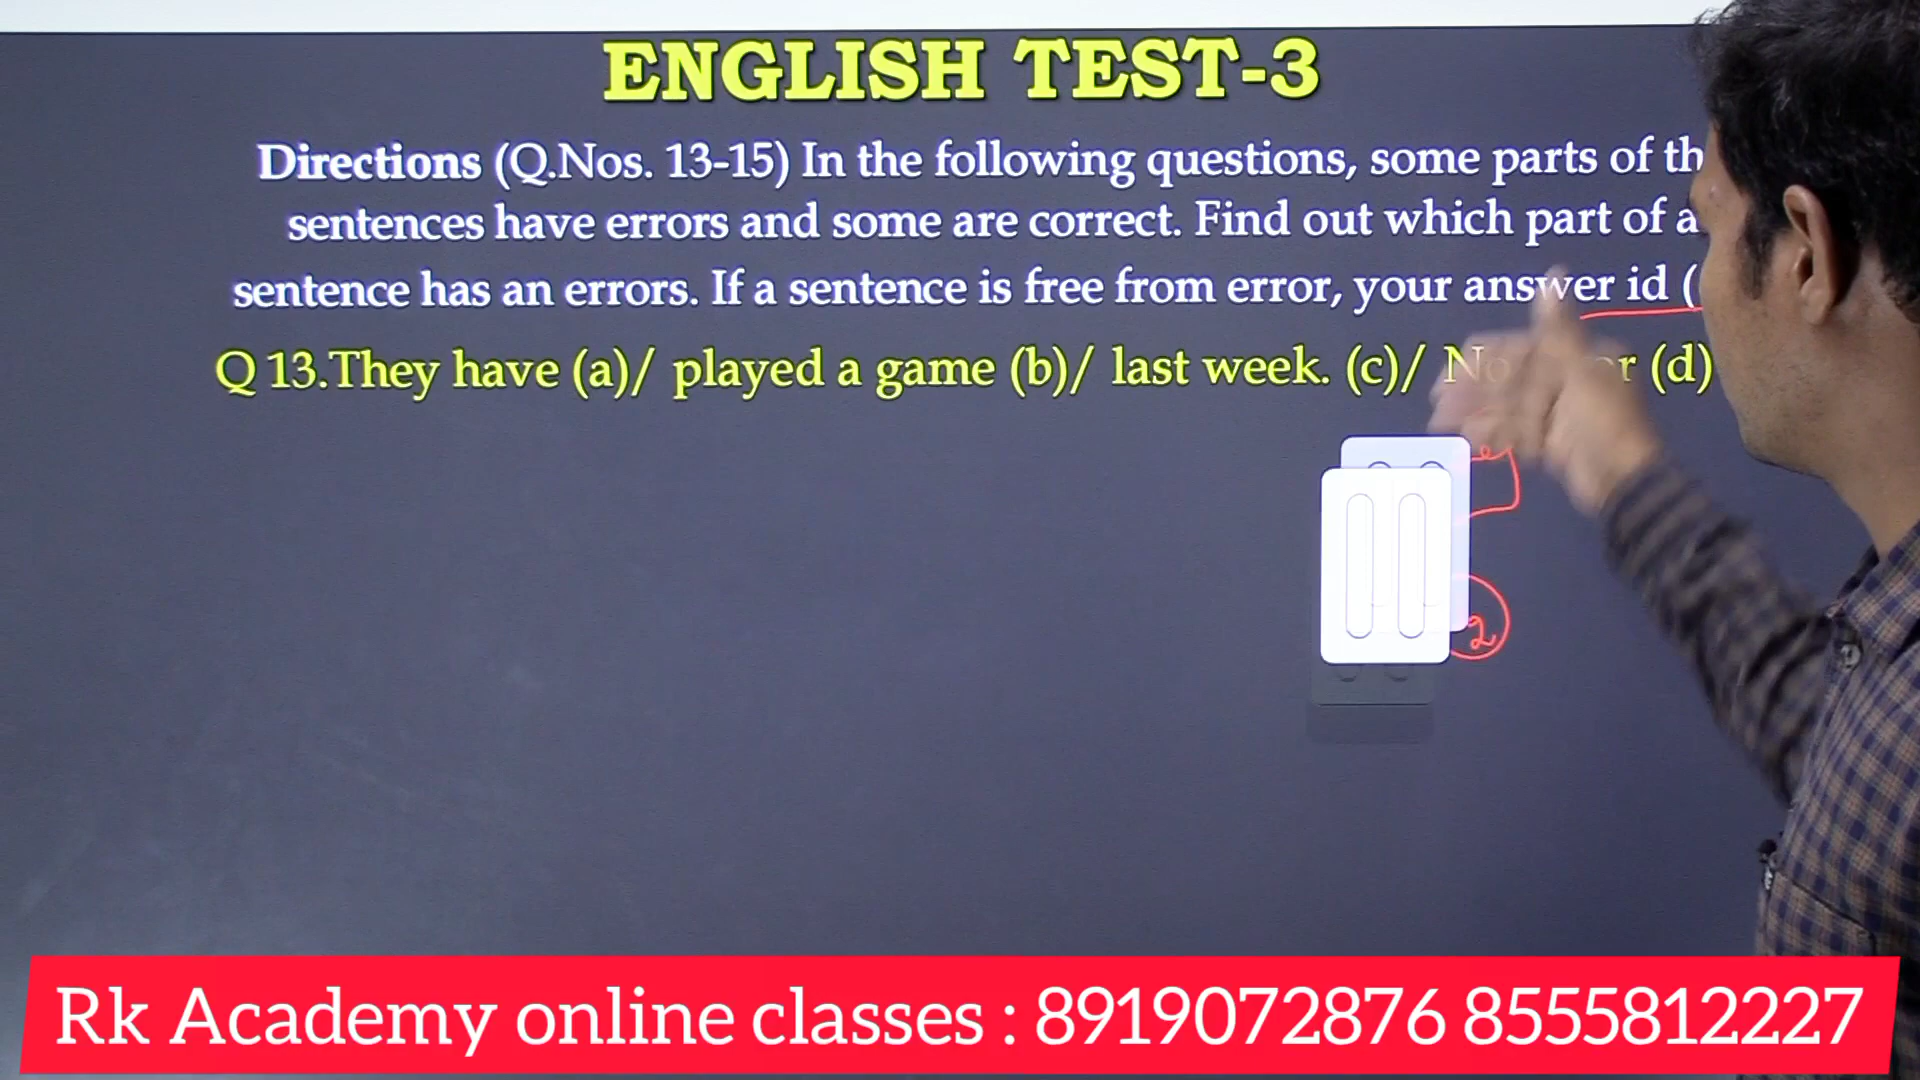 ENGLISH TEST-3
Directions (Q.Nos. 13-15) In the following questions, some parts of th
sentences have errors and some are correct. Find out which part of a
sentence has an errors. If a sentence is free from error, your answer id (
Q 13.They have (a)/ played a game (b)/ last week. (c)/ (d)
2
Rk Academy online classes : 8919072876 8555812227